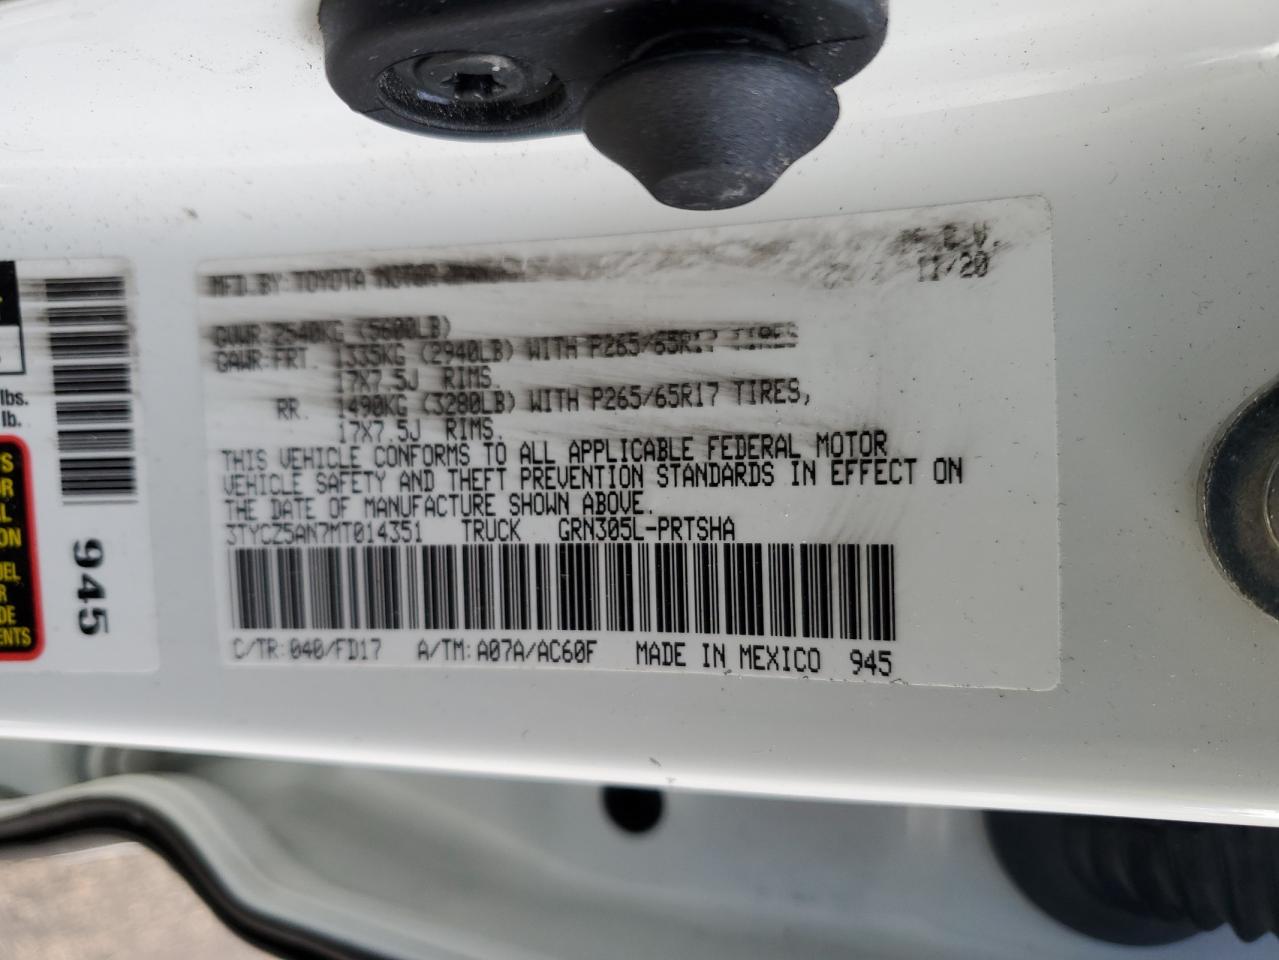 MFD.BY: TOYOTA MOTOR
11/20
GVWR 2540KG (5600LB)
GAWR FRT. 1335KG (2940LB) WITH P265/65R17 TIRES
17X7.5J RIMS.
RR. 1490KG (3280LB) WITH P265/65R17 TIRES,
17X7.5J RIMS.
THIS VEHICLE CONFORMS TO ALL APPLICABLE FEDERAL MOTOR
VEHICLE SAFETY AND THEFT PREVENTION STANDARDS IN EFFECT ON
THE DATE OF MANUFACTURE SHOWN ABOVE.
3TYCZ5AN7MT014351 TRUCK GRN305L-PRTSHA
C/TR: 040/FD17 A/TM: A07A/AC60F MADE IN MEXICO 945
lbs.
lb.
945